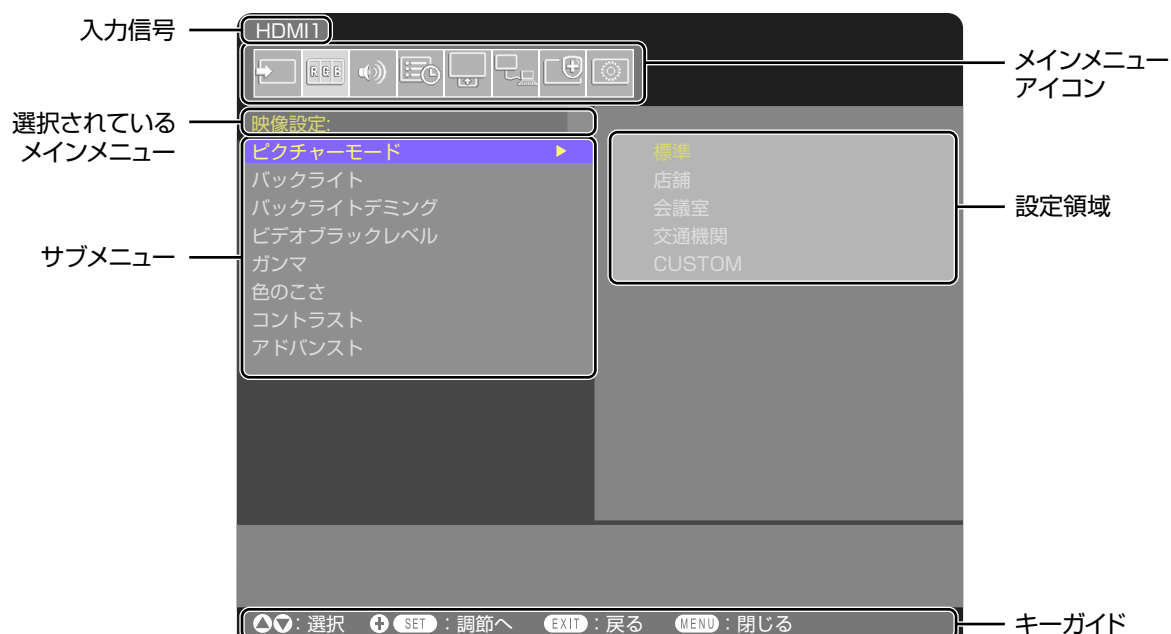 入力信号
HDMI1
RGB
メインメニュー
アイコン
選択されている
メインメニュー
映像設定:
ピクチャーモード
バックライト
バックライトデミング
ビデオブラックレベル
ガンマ
色のこさ
コントラスト
アドバンスト
サブメニュー
標準
店舗
会議室
交通機関
CUSTOM
設定領域
: 選択 SET : 調節へ EXIT : 戻る MENU : 閉じる
キーガイド